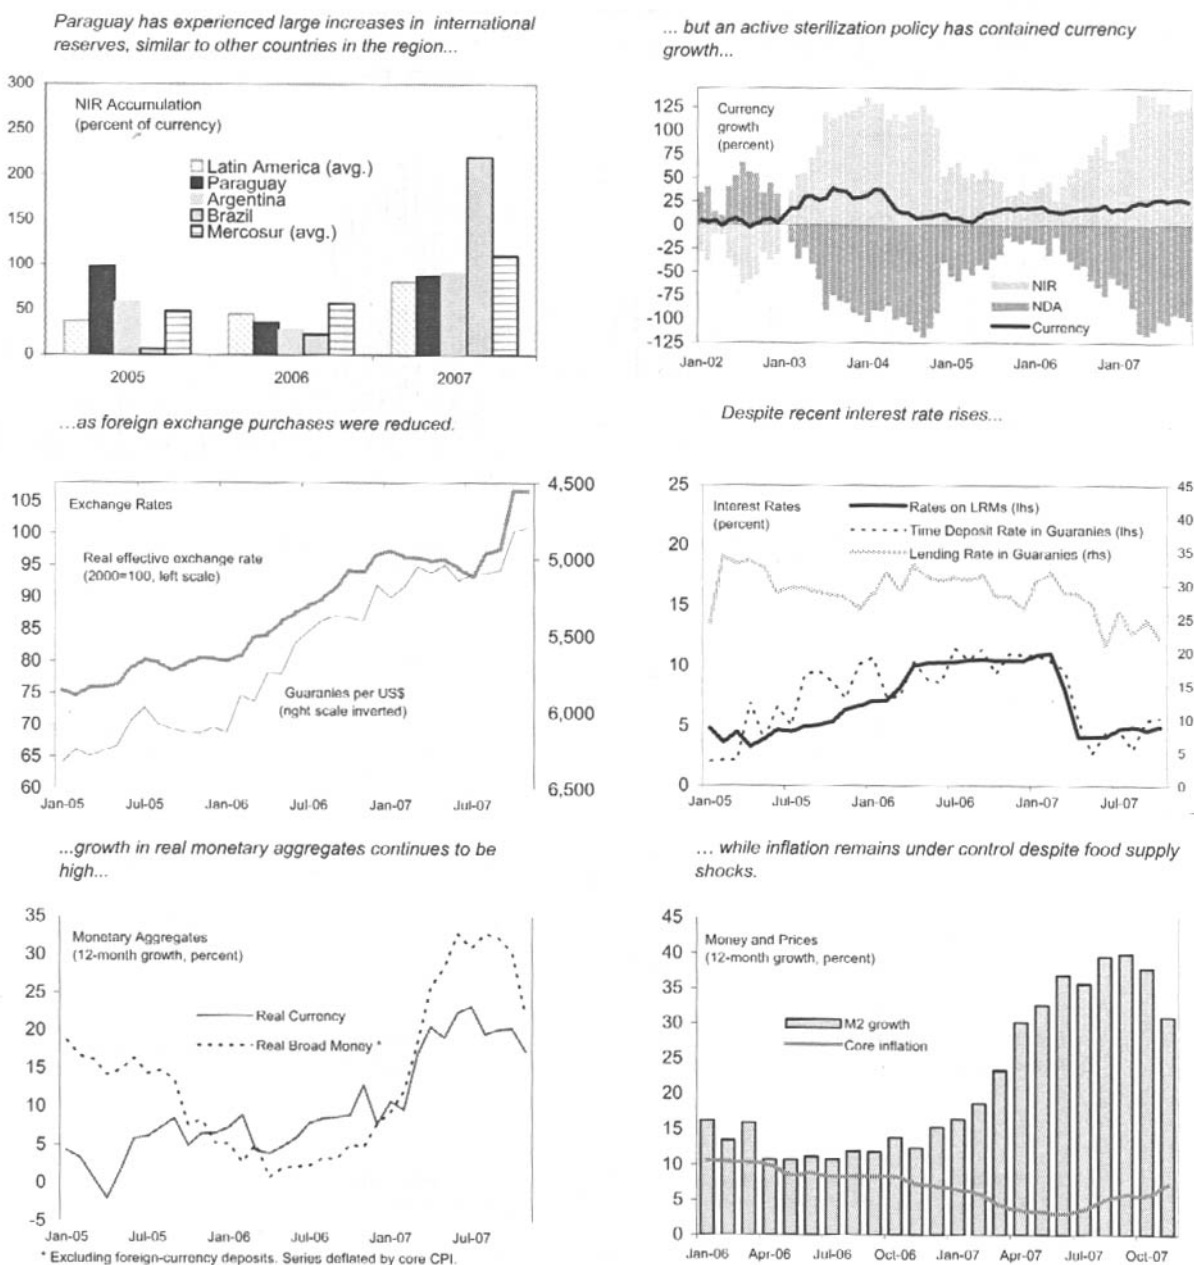 Paraguay has experienced large increases in international
reserves, similar to other countries in the region...
300
250
200
150
100
50
0
NIR Accumulation
(percent of currency)
Latin America (avg.)
Paraguay
Argentina
Brazil
Mercosur (avg.)
2005 2006 2007
... but an active sterilization policy has contained currency
growth...
125
100
75
50
25
0
-25
-50
-75
-100
-125
Currency
growth
(percent)
NIR
NDA
Currency
Jan-02 Jan-03 Jan-04 Jan-05 Jan-06 Jan-07
...as foreign exchange purchases were reduced.
105
100
95
90
85
80
75
70
65
60
Exchange Rates
Real effective exchange rate
(2000=100, left scale)
Guaranies per US$
(right scale inverted)
4,500
5,000
5,500
6,000
6,500
Jan-05 Jul-05 Jan-06 Jul-06 Jan-07 Jul-07
Despite recent interest rate rises...
25
20
15
10
5
0
Interest Rates
(percent)
Rates on LRMs (lhs)
Time Deposit Rate in Guaranies (lhs)
Lending Rate in Guaranies (rhs)
45
40
35
30
25
20
15
10
5
0
Jan-05 Jul-05 Jan-06 Jul-06 Jan-07 Jul-07
...growth in real monetary aggregates continues to be
high...
35
30
25
20
15
10
5
0
-5
Monetary Aggregates
(12-month growth, percent)
Real Currency
Real Broad Money *
Jan-05 Jul-05 Jan-06 Jul-06 Jan-07 Jul-07
* Excluding foreign-currency deposits. Series deflated by core CPI.
... while inflation remains under control despite food supply
shocks.
45
40
35
30
25
20
15
10
5
0
Money and Prices
(12-month growth, percent)
M2 growth
Core inflation
Jan-06 Apr-06 Jul-06 Oct-06 Jan-07 Apr-07 Jul-07 Oct-07